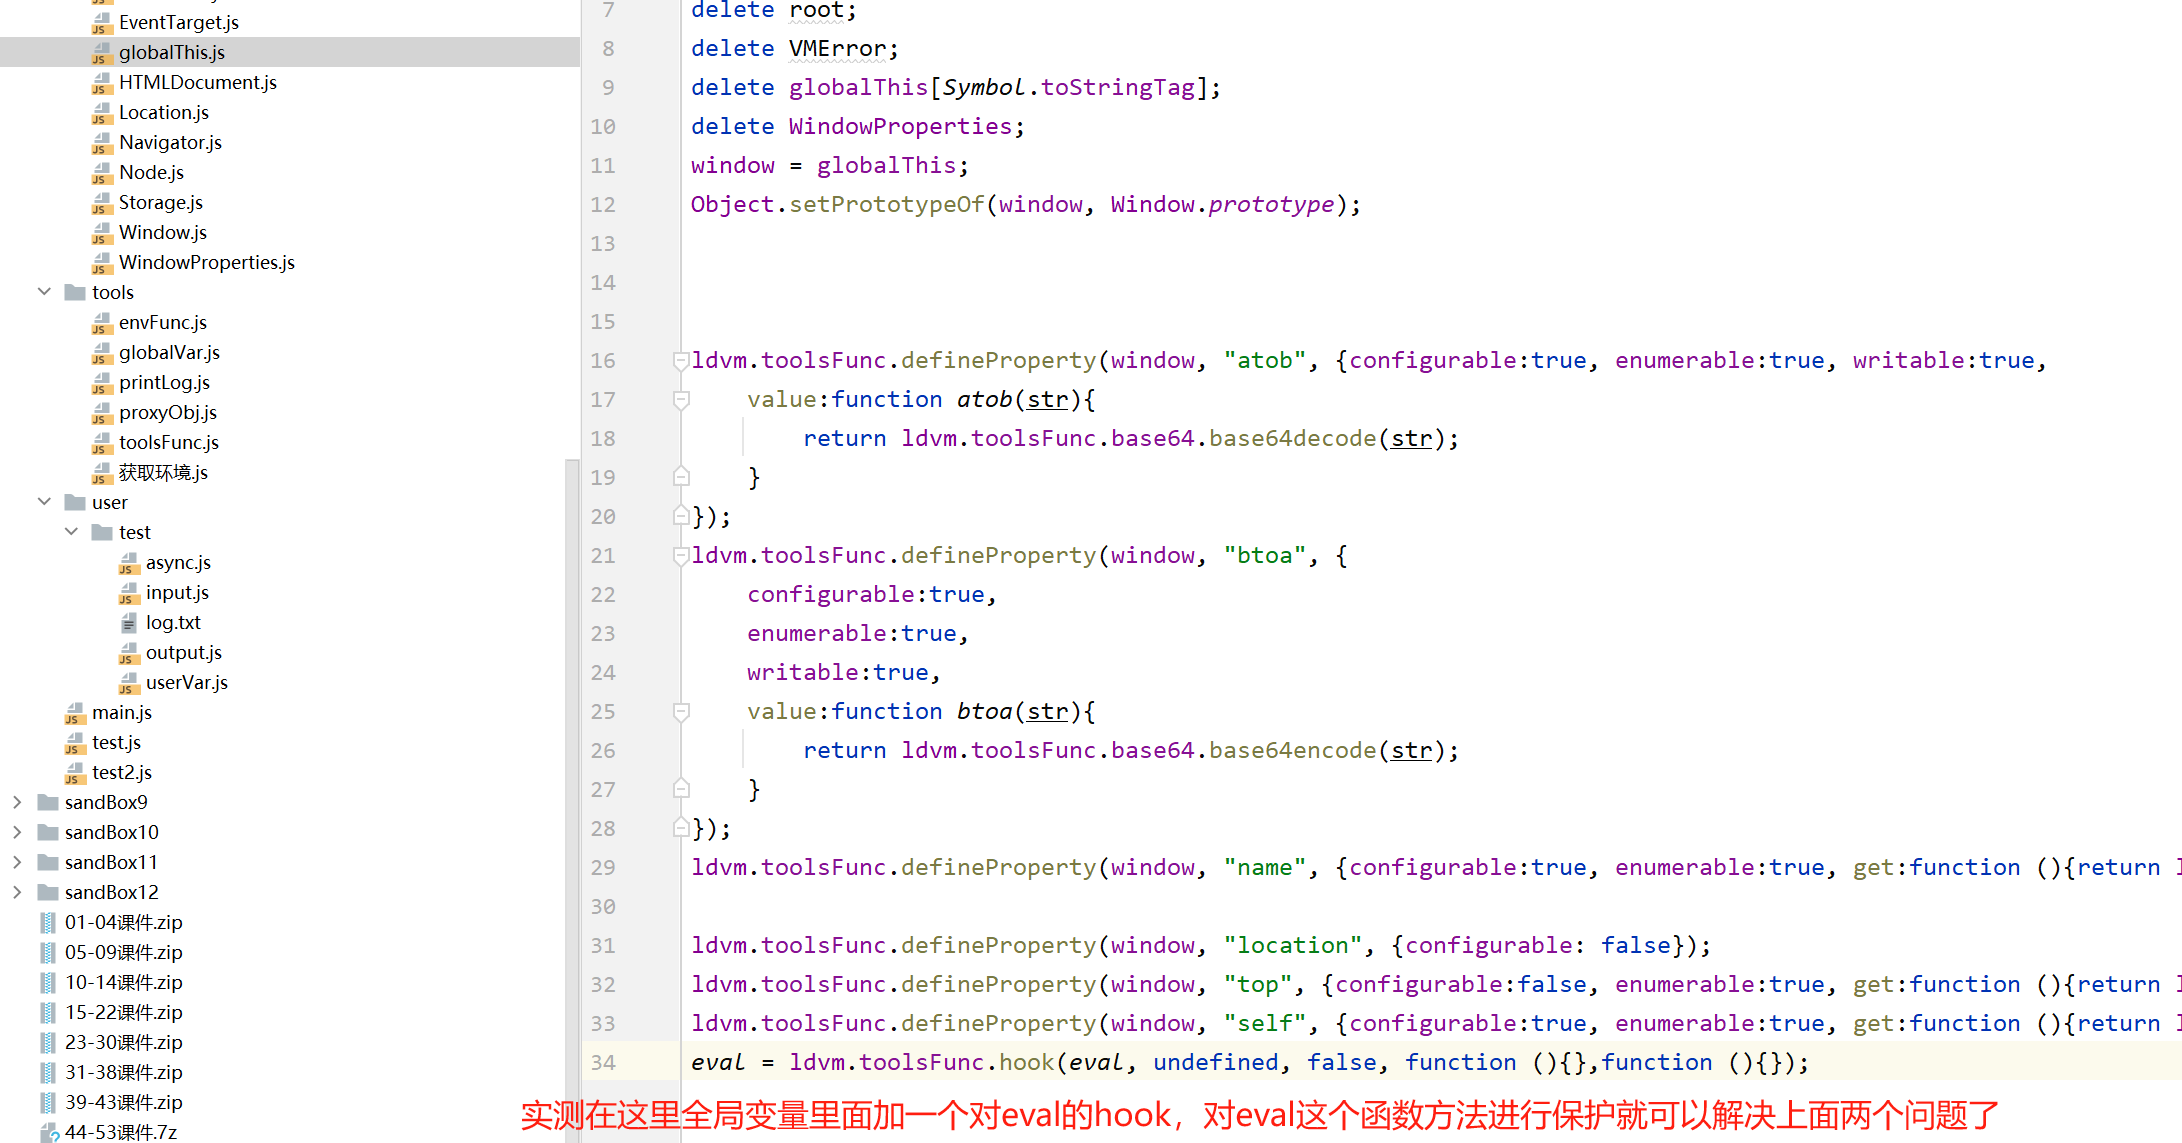 EventTarget.js
globalThis.js
HTMLDocument.js
Location.js
Navigator.js
Node.js
Storage.js
Window.js
WindowProperties.js
tools
envFunc.js
globalVar.js
printLog.js
proxyObj.js
toolsFunc.js
获取环境.js
user
test
async.js
input.js
log.txt
output.js
userVar.js
main.js
test.js
test2.js
sandBox9
sandBox10
sandBox11
sandBox12
01-04课件.zip
05-09课件.zip
10-14课件.zip
15-22课件.zip
23-30课件.zip
31-38课件.zip
39-43课件.zip
44-53课件.7z
7 delete root;
8 delete VMError;
9 delete globalThis[Symbol.toStringTag];
10 delete WindowProperties;
11 window = globalThis;
12 Object.setPrototypeOf(window, Window.prototype);
13
14
15
16 ldvm.toolsFunc.defineProperty(window, "atob", {configurable:true, enumerable:true, writable:true,
17 value:function atob(str){
18 return ldvm.toolsFunc.base64.base64decode(str);
19 }
20 });
21 ldvm.toolsFunc.defineProperty(window, "btoa", {
22 configurable:true,
23 enumerable:true,
24 writable:true,
25 value:function btoa(str){
26 return ldvm.toolsFunc.base64.base64encode(str);
27 }
28 });
29 ldvm.toolsFunc.defineProperty(window, "name", {configurable:true, enumerable:true, get:function (){return
30
31 ldvm.toolsFunc.defineProperty(window, "location", {configurable: false});
32 ldvm.toolsFunc.defineProperty(window, "top", {configurable:false, enumerable:true, get:function (){return
33 ldvm.toolsFunc.defineProperty(window, "self", {configurable:true, enumerable:true, get:function (){return
34 eval = ldvm.toolsFunc.hook(eval, undefined, false, function (){},function (){});
实测在这里全局变量里面加一个对eval的hook，对eval这个函数方法进行保护就可以解决上面两个问题了